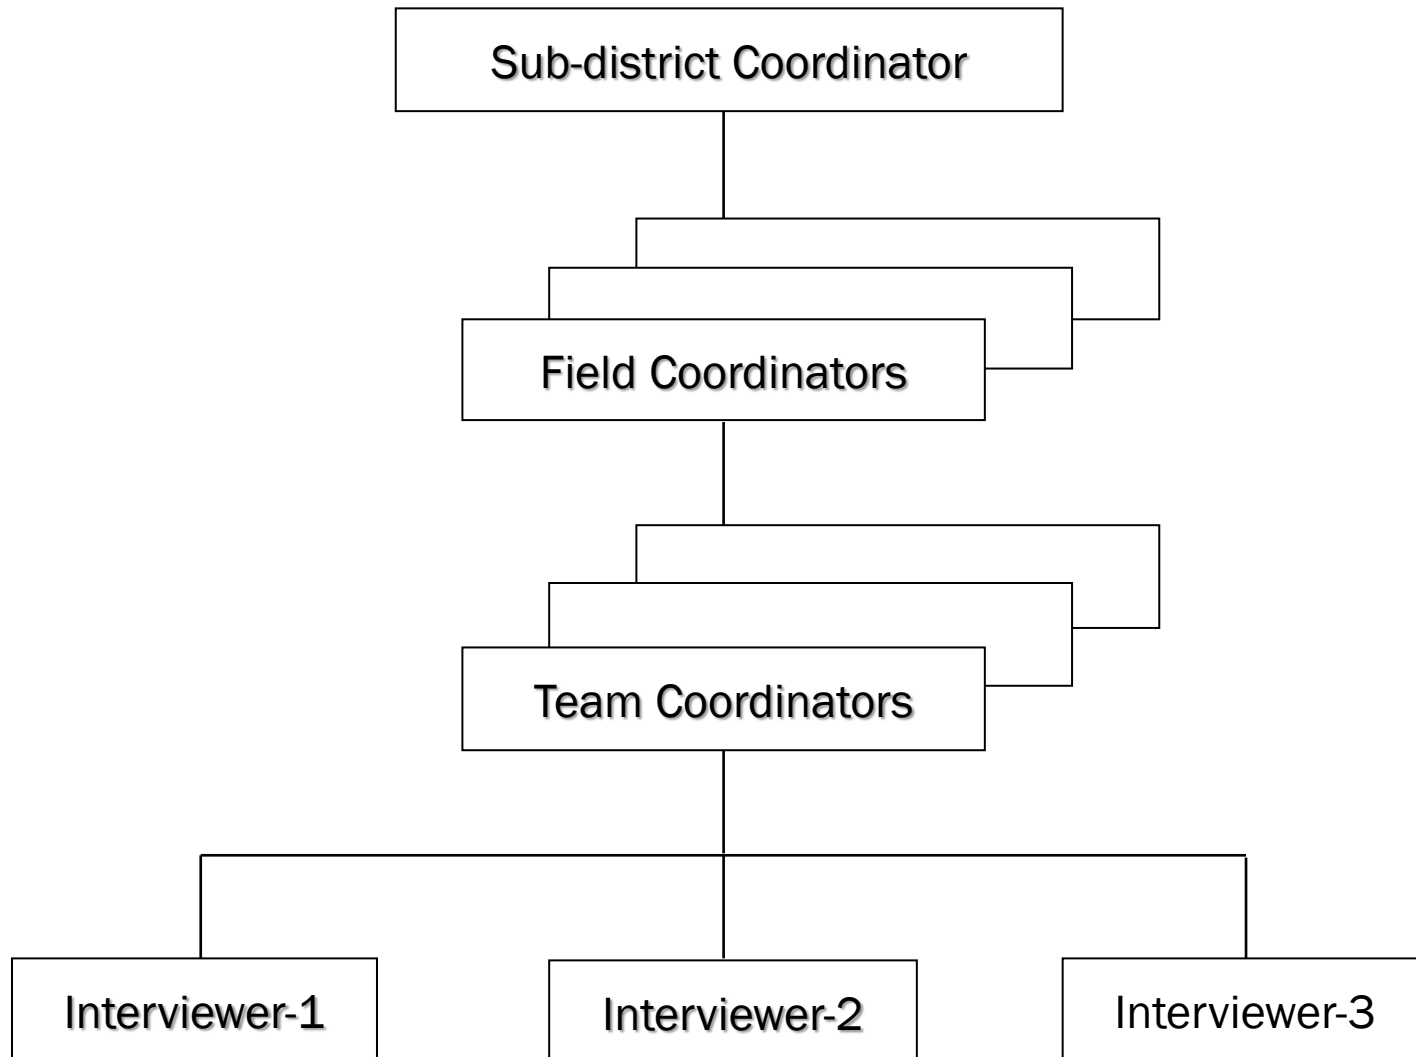 Sub-district Coordinator
Field Coordinators
Team Coordinators
Interviewer-1
Interviewer-2
Interviewer-3